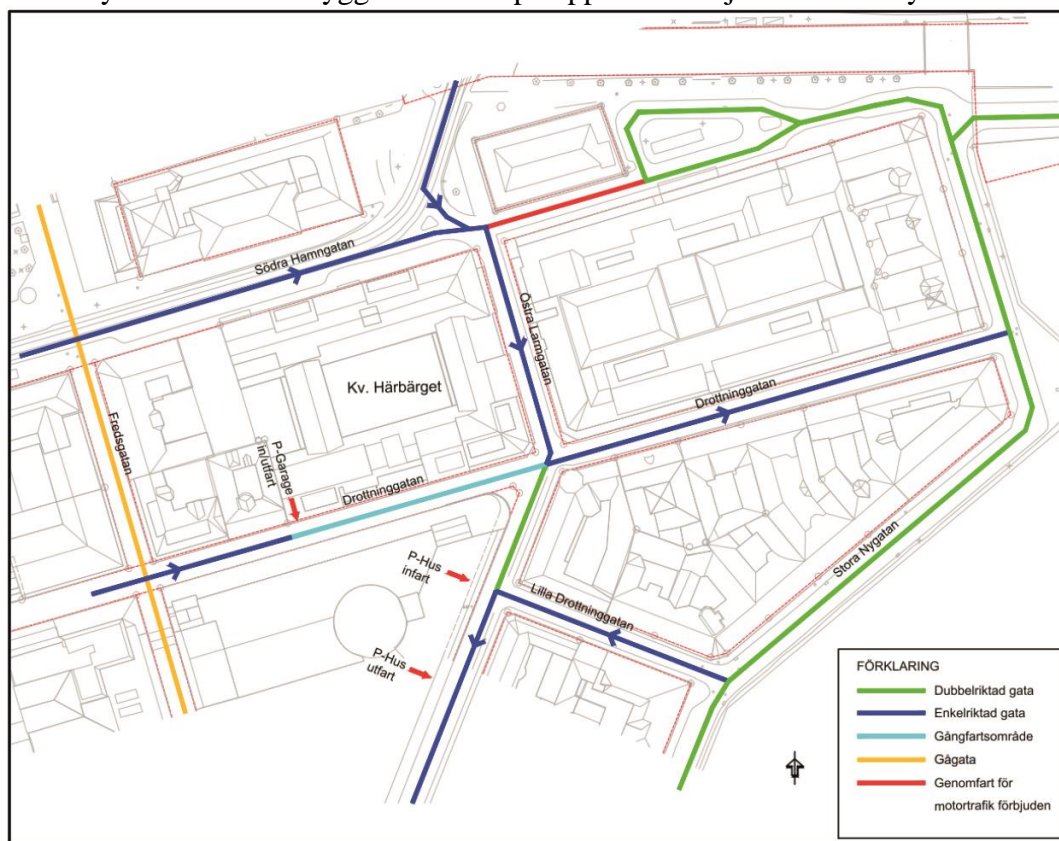 Södra Hamngatan
Östra Larmgatan
Kv. Härbärget
Drottninggatan
Fredsgatan
P-Garage
in/utfart
Drottninggatan
P-Hus
infart
Stora Nygatan
Lilla Drottninggatan
P-Hus
utfart
FÖRKLARING
Dubbelriktad gata
Enkelriktad gata
Gångfartsområde
Gågata
Genomfart för
motortrafik förbjuden